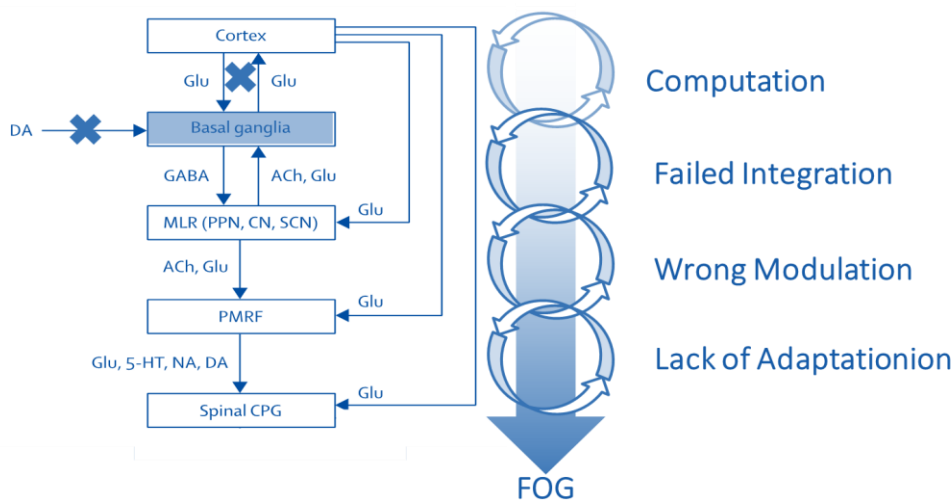 Cortex
Glu
Glu
DA
Basal ganglia
GABA
ACh, Glu
MLR (PPN, CN, SCN)
Glu
ACh, Glu
PMRF
Glu
Glu, 5-HT, NA, DA
Spinal CPG
Glu
Computation
Failed Integration
Wrong Modulation
Lack of Adaptationion
FOG